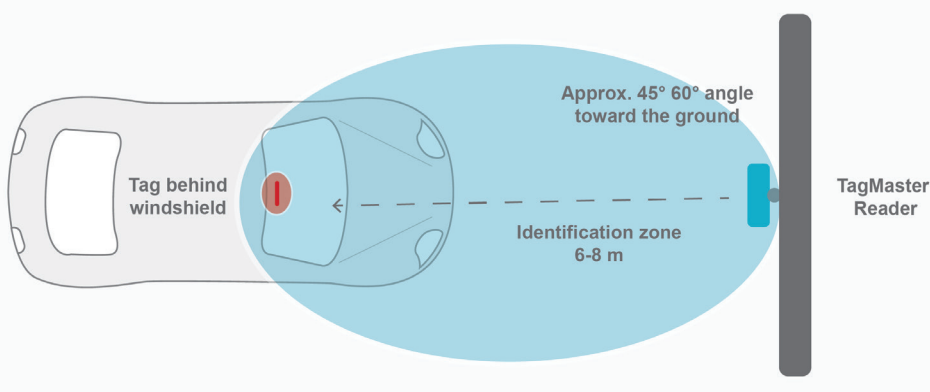 Approx. 45° 60° angle
toward the ground
Tag behind
windshield
TagMaster
Reader
Identification zone
6-8 m